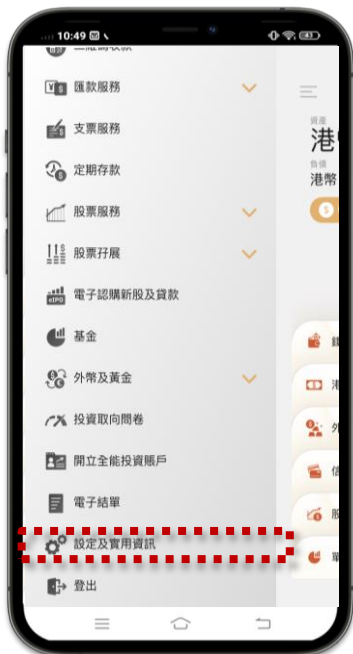 10:49
匯款服務
資產
港
支票服務
負債
港幣
定期存款
股票服務
股票孖展
eIPO
電子認購新股及貸款
基金
外幣及黃金
外
投資取向問卷
開立全能投資賬戶
電子結單
設定及實用資訊
登出